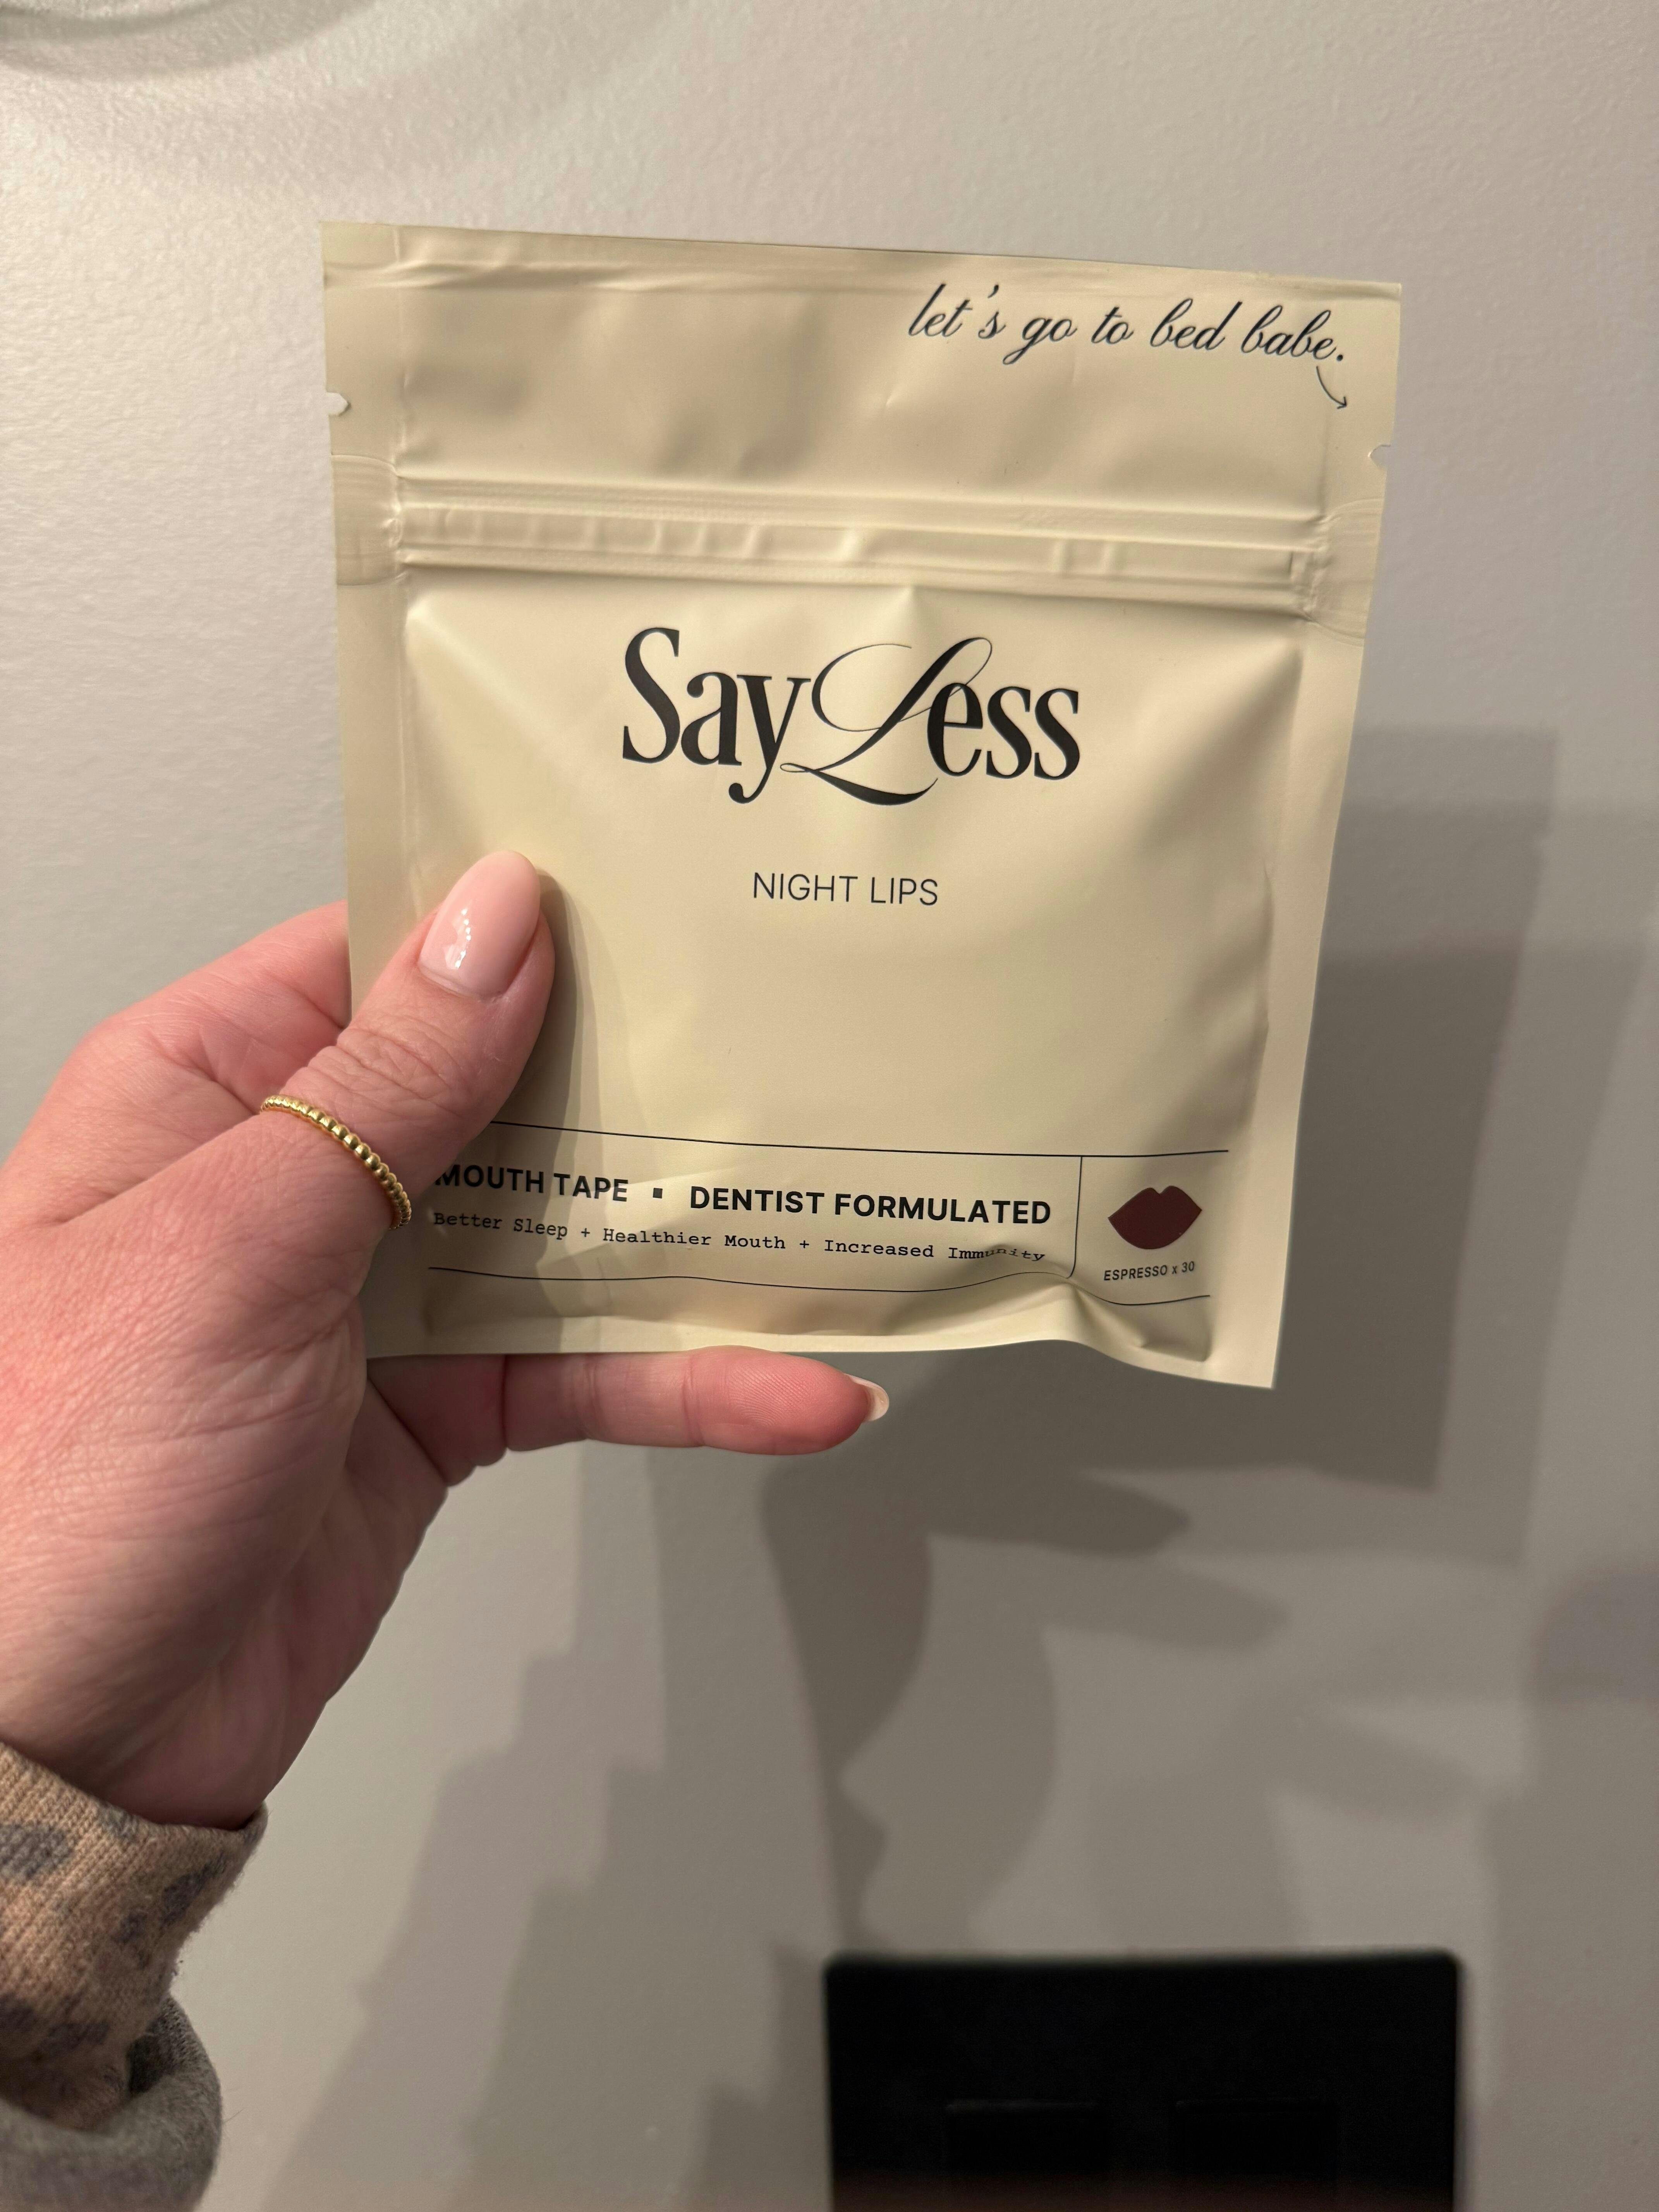 let's go to bed babe.
SayLess
NIGHT LIPS
MOUTH TAPE ▪ DENTIST FORMULATED
Better Sleep + Healthier Mouth + Increased Immunity
ESPRESSO x 30